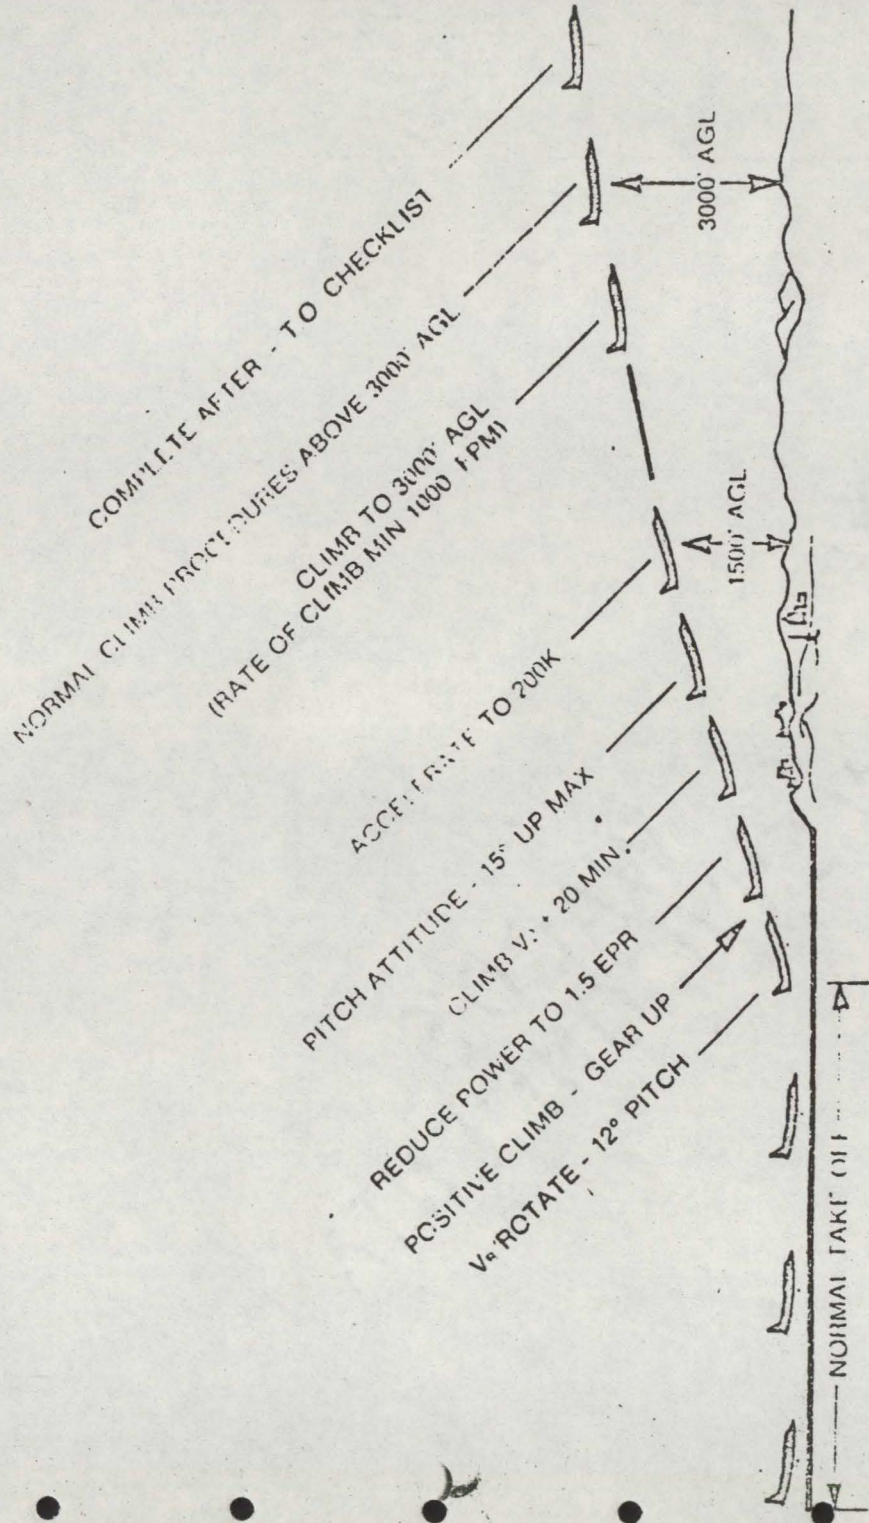 COMPLETE AFTER - T.O CHECKLIST
NORMAL CLIMB PROCEDURES ABOVE 3000' AGL
CLIMB TO 3000' AGL
(RATE OF CLIMB MIN 1000 FPM)
ACCELERATE TO 200K
PITCH ATTITUDE - 15° UP MAX
CLIMB + 20 MIN.
REDUCE POWER TO 1.5 EPR
POSITIVE CLIMB - GEAR UP
ROTATE - 12° PITCH
3000' AGL
1500' AGL
NORMAL TAKE OFF